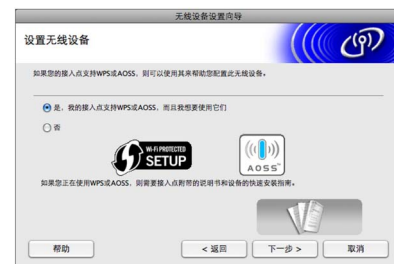 无线设备设置向导
设置无线设备
如果您的接入点支持WPS或AOSS，则可以使用其来帮助您配置此无线设备。
是，我的接入点支持WPS或AOSS，而且我想要使用它们
否
Wi-Fi PROTECTED
SETUP
AOSS™
如果您正在使用WPS或AOSS，则需要接入点附带的说明书和设备的快速安装指南。
帮助
< 返回
下一步 >
取消